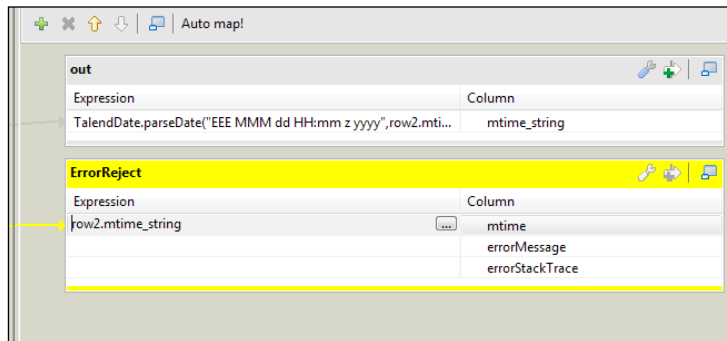 Auto map!
out
Expression Column
TalendDate.parseDate("EEE MMM dd HH:mm z yyyy",row2.mti... mtime_string
ErrorReject
Expression Column
row2.mtime_string ... mtime
errorMessage
errorStackTrace